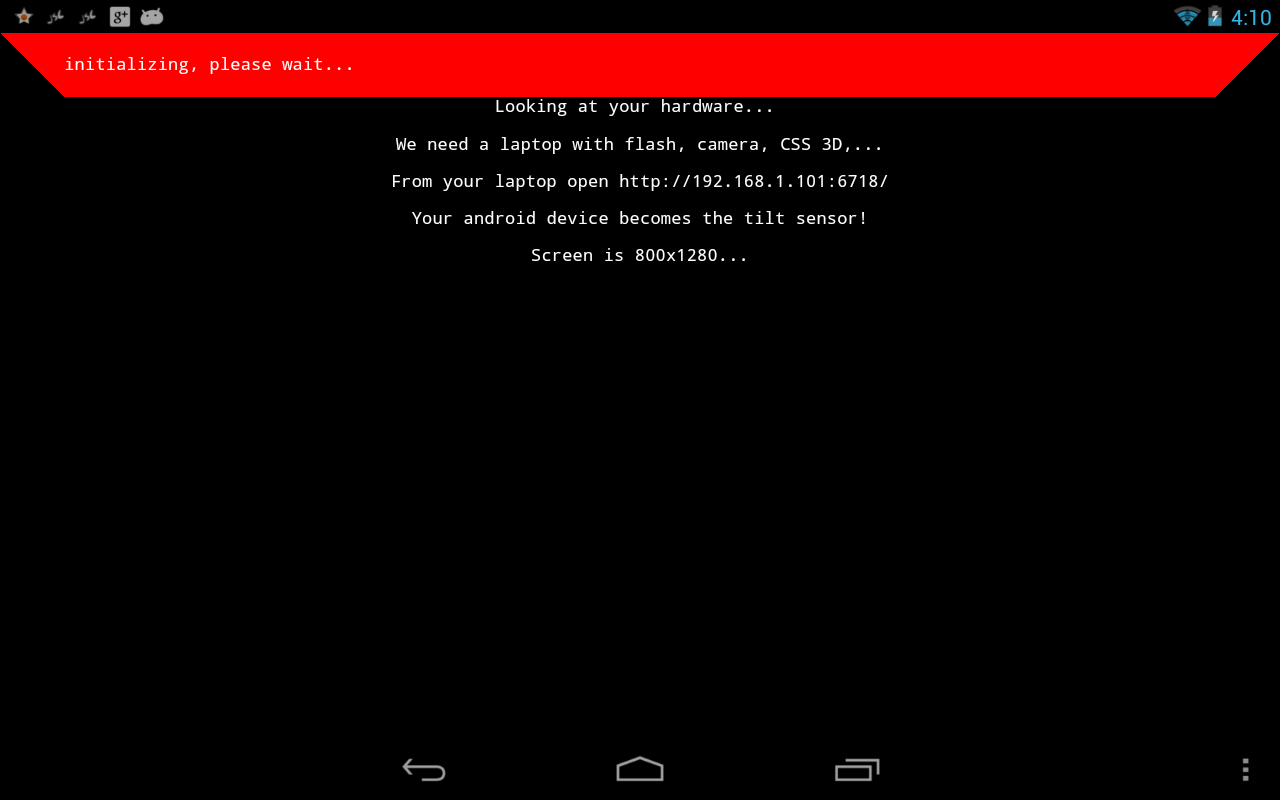 g+
4:10
initializing, please wait...
Looking at your hardware...
We need a laptop with flash, camera, CSS 3D,...
From your laptop open http://192.168.1.101:6718/
Your android device becomes the tilt sensor!
Screen is 800x1280...